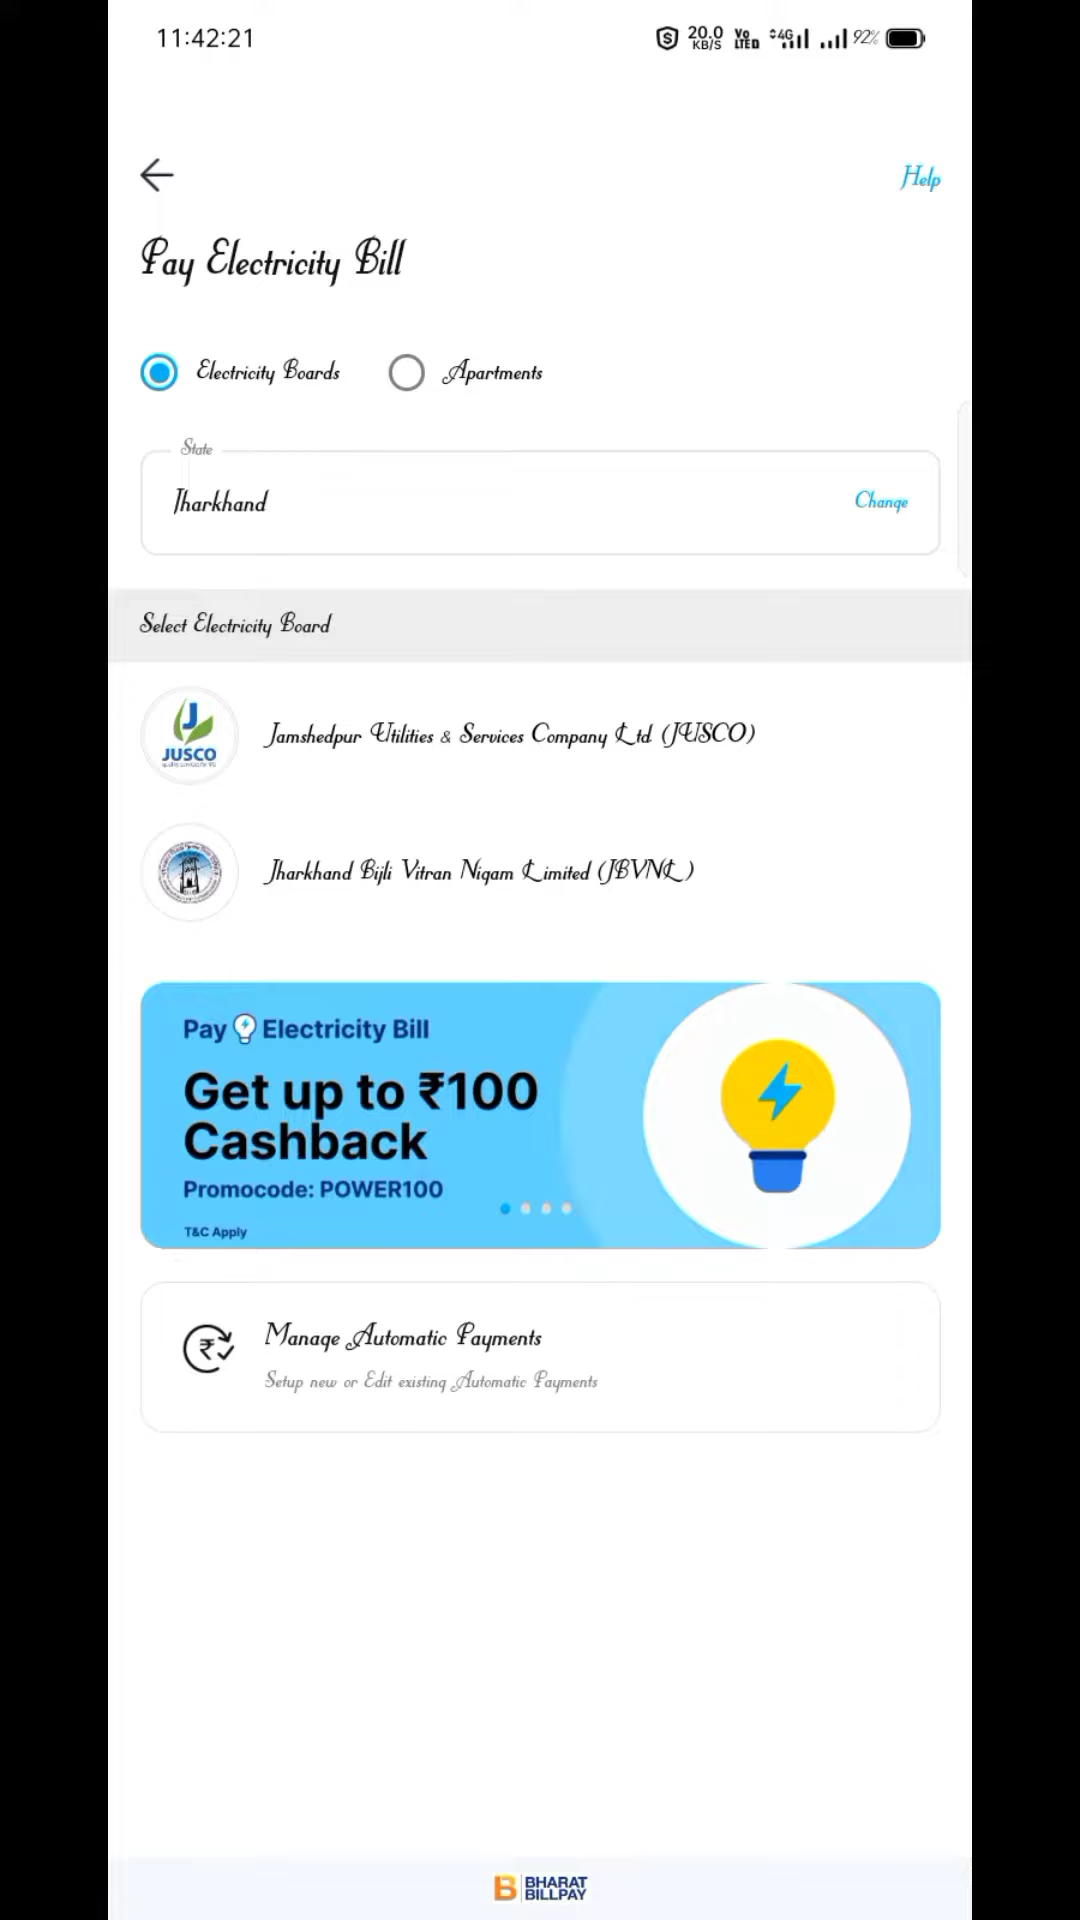 11:42:21
20.0
KB/S
Vo
LTE
4G
92%
Help
Pay Electricity Bill
Electricity Boards
Apartments
State
Jharkhand
Change
Select Electricity Board
J
JUSCO
Jamshedpur Utilities & Services Company Ltd (JUSCO)
Jharkhand Bijli Vitran Nigam Limited (JBVNL)
Pay Electricity Bill
Get up to ₹100
Cashback
Promocode: POWER100
T&C Apply
Manage Automatic Payments
Setup new or Edit existing Automatic Payments
B BHARAT
BILLPAY